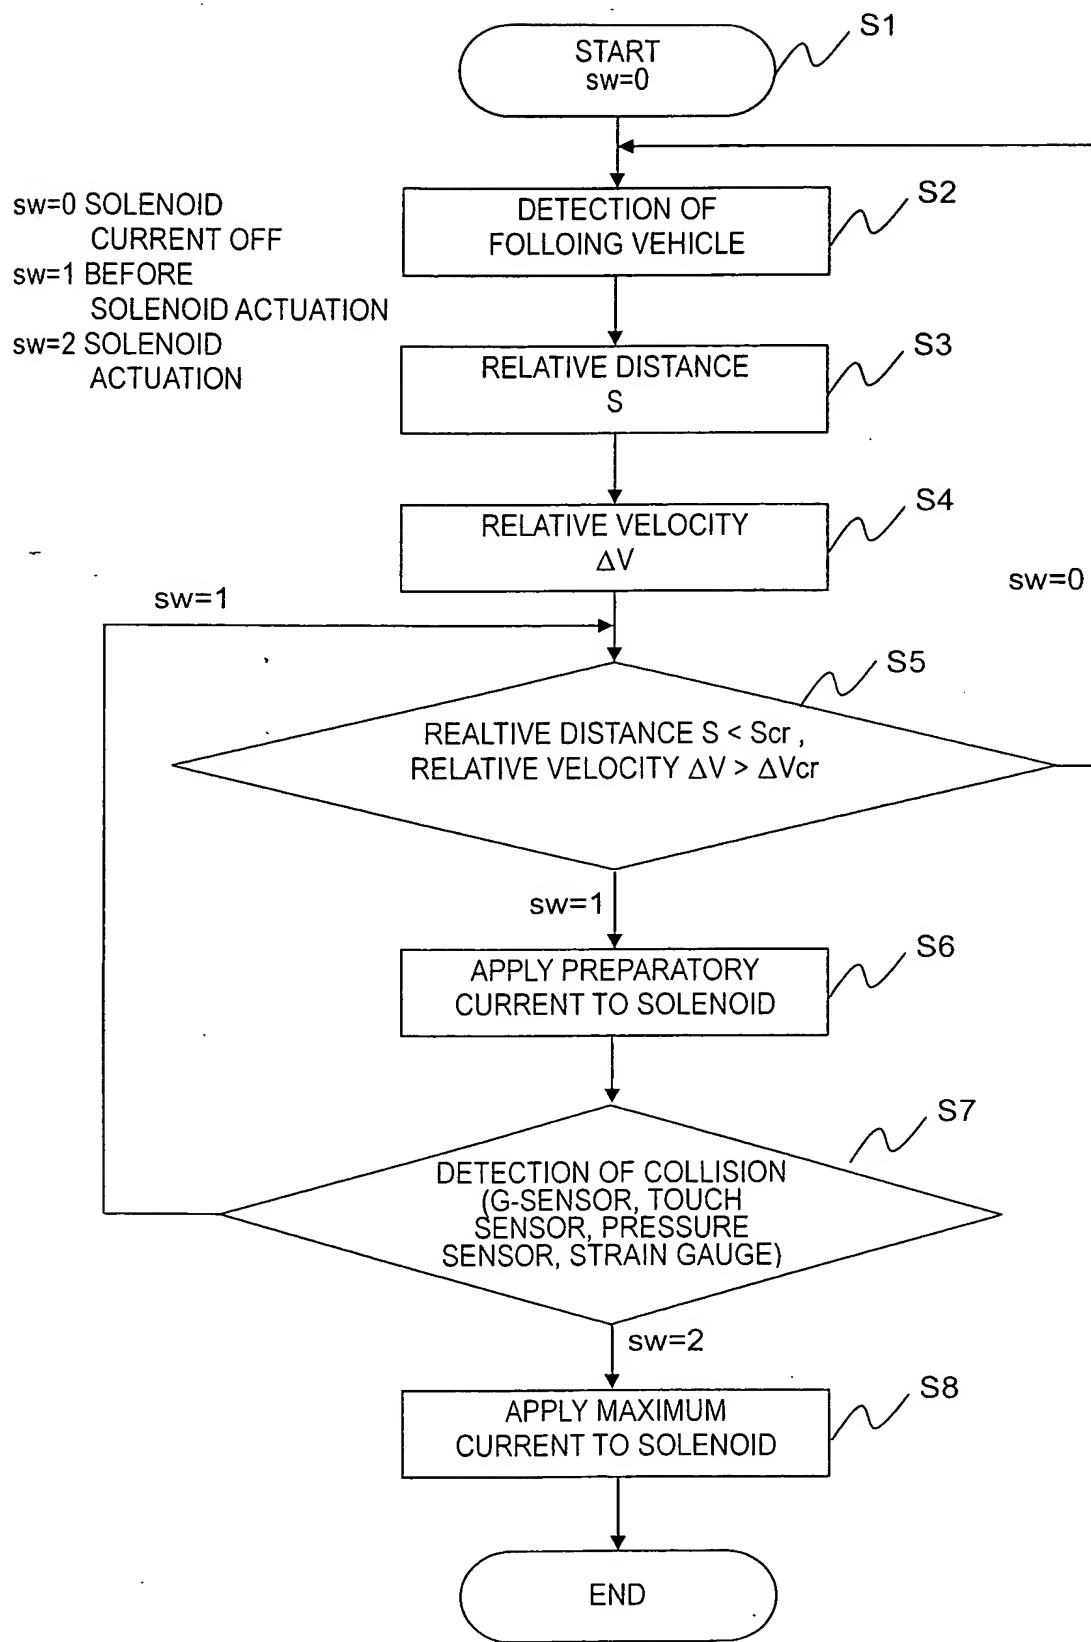 START
sw=0
S1
sw=0 SOLENOID
CURRENT OFF
sw=1 BEFORE
SOLENOID ACTUATION
sw=2 SOLENOID
ACTUATION
DETECTION OF
FOLLOING VEHICLE
S2
RELATIVE DISTANCE
S
S3
RELATIVE VELOCITY
ΔV
S4
sw=1
sw=0
REALTIVE DISTANCE S < Scr ,
RELATIVE VELOCITY ΔV > ΔVcr
S5
sw=1
APPLY PREPARATORY
CURRENT TO SOLENOID
S6
DETECTION OF COLLISION
(G-SENSOR, TOUCH
SENSOR, PRESSURE
SENSOR, STRAIN GAUGE)
S7
sw=2
APPLY MAXIMUM
CURRENT TO SOLENOID
S8
END